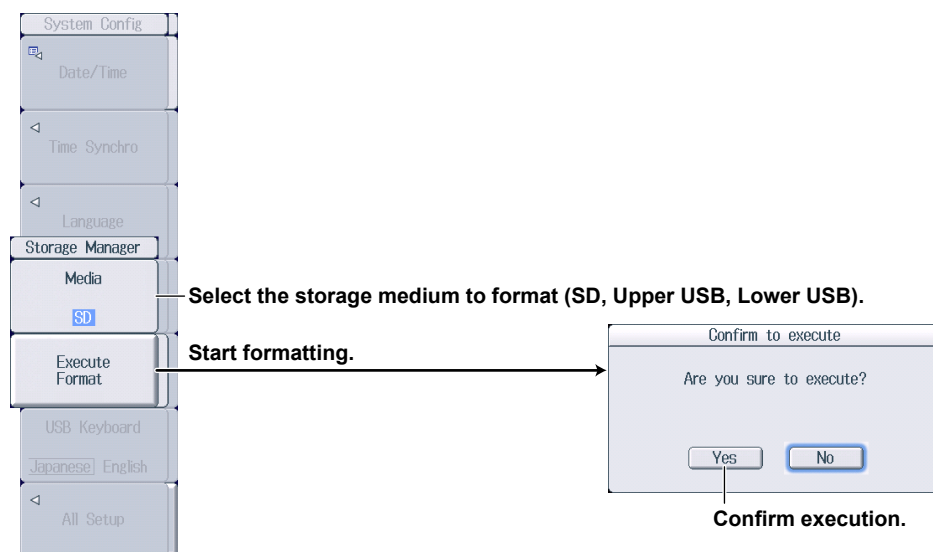 System Config
Date/Time
Time Synchro
Language
Storage Manager
Media
SD
Select the storage medium to format (SD, Upper USB, Lower USB).
Execute
Format
Start formatting.
Confirm to execute
Are you sure to execute?
Yes No
Confirm execution.
USB Keyboard
Japanese English
All Setup